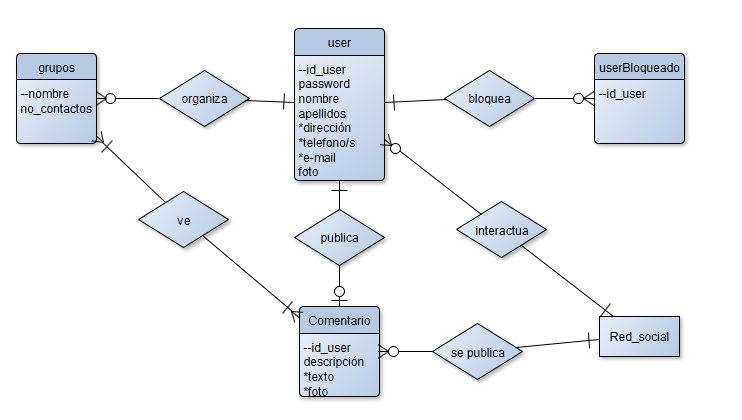 user
--id_user
password
nombre
apellidos
*dirección
*telefono/s
*e-mail
foto
grupos
--nombre
no_contactos
organiza
bloquea
userBloqueado
--id_user
ve
publica
interactua
Comentario
--id_user
descripción
*texto
*foto
se publica
Red_social